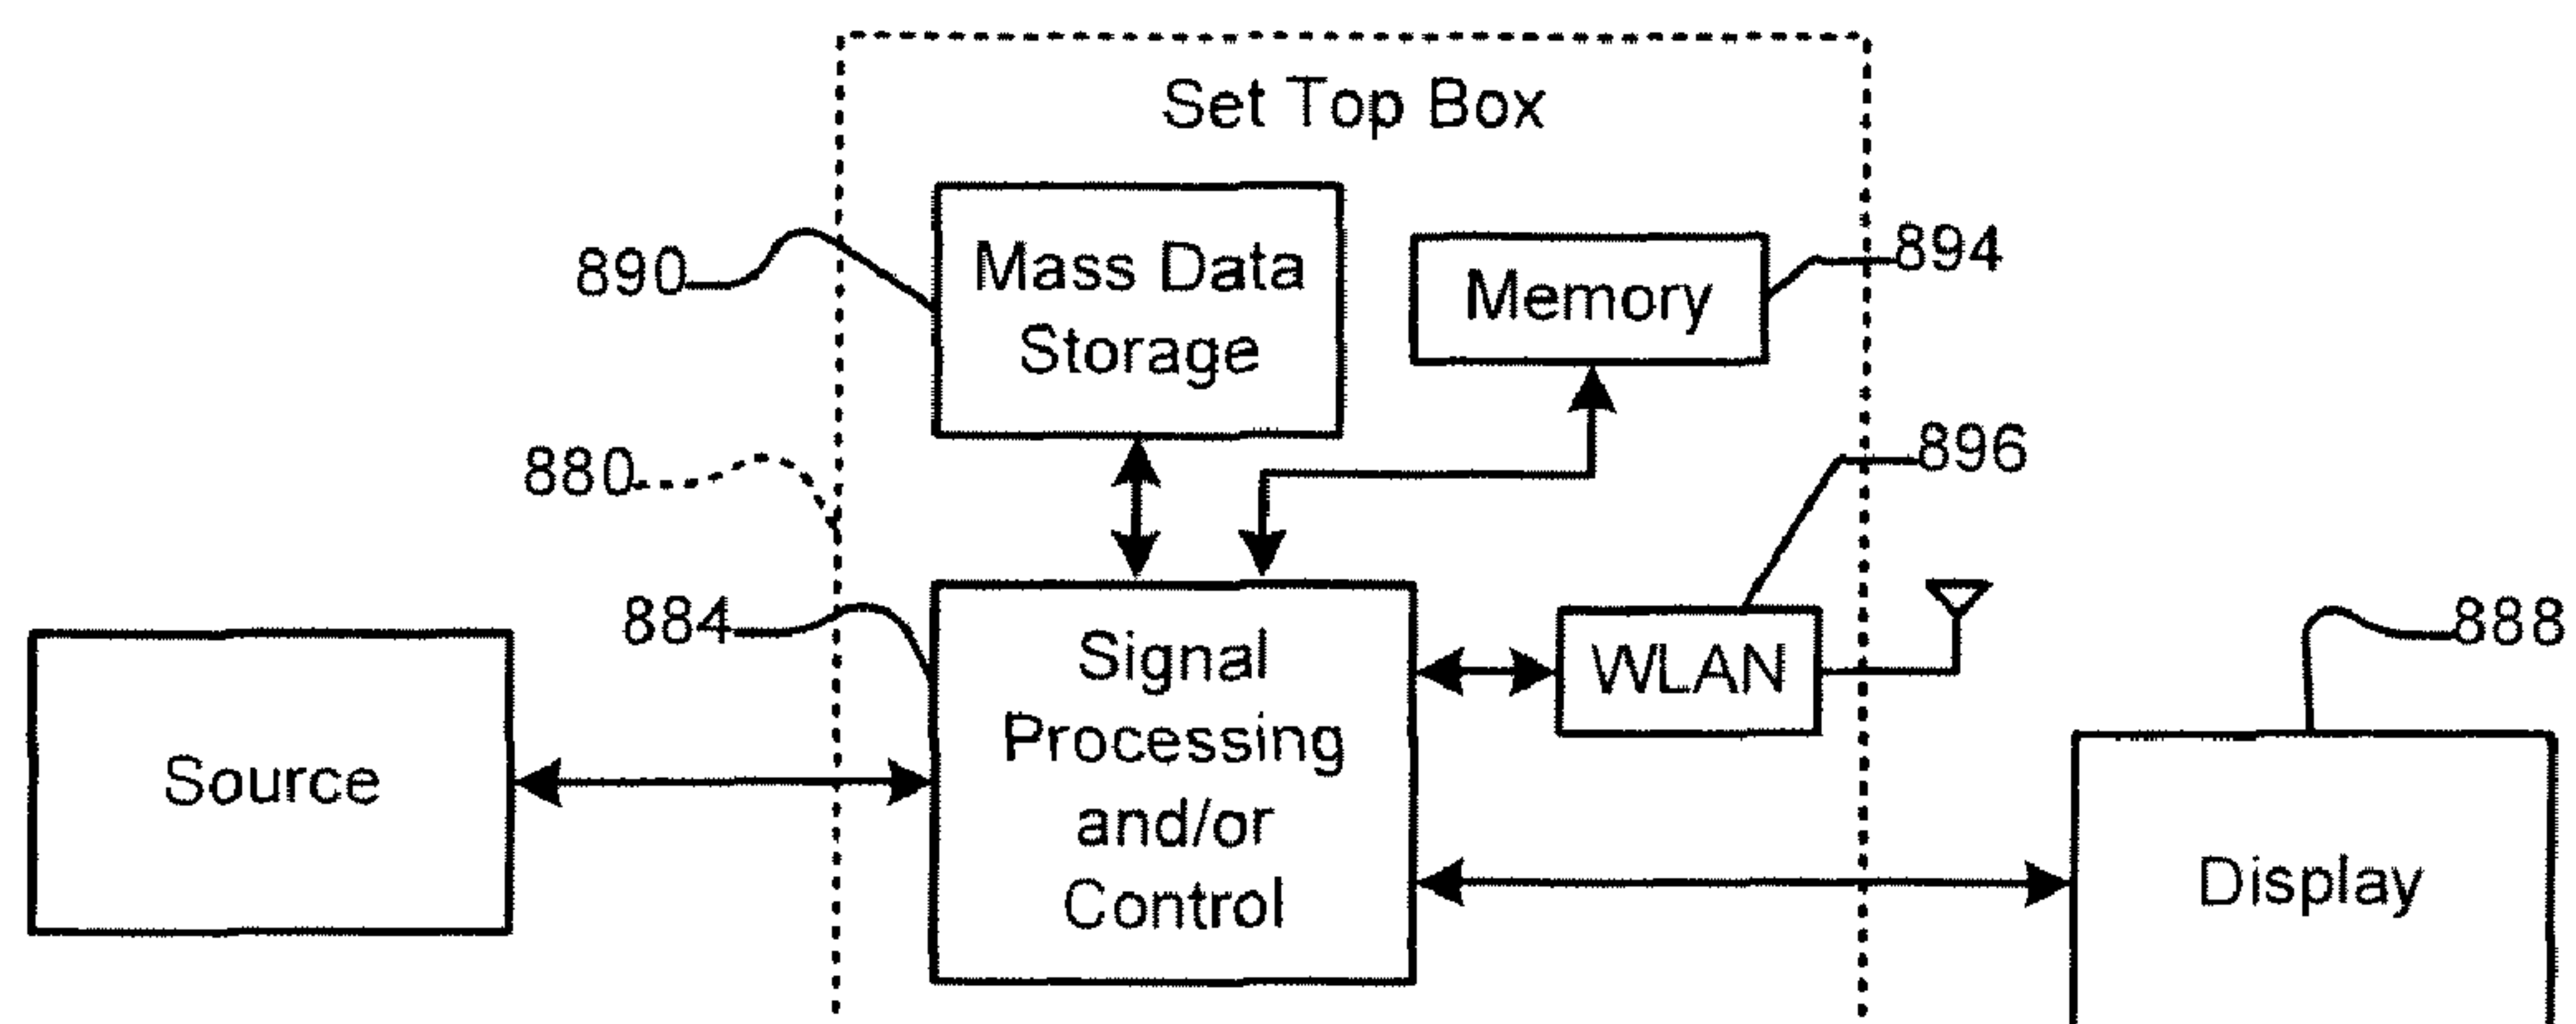 Set Top Box
890
Mass Data
Storage
Memory
894
880
896
884
Signal
Processing
and/or
Control
WLAN
888
Source
Display